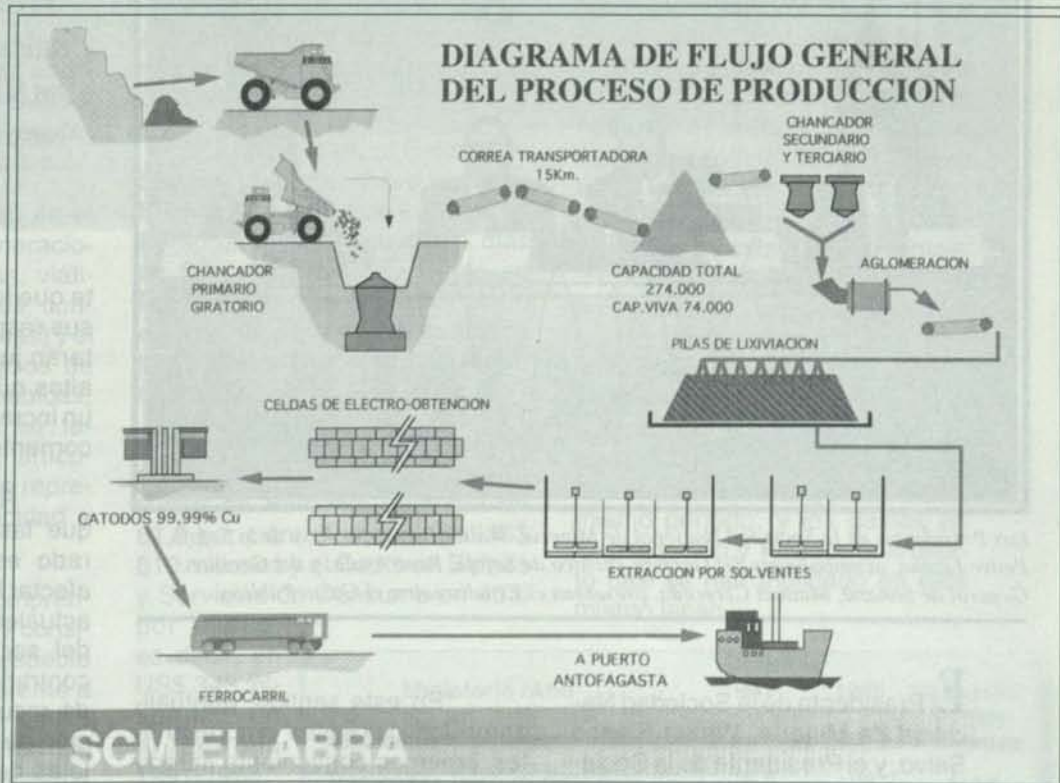 DIAGRAMA DE FLUJO GENERAL
DEL PROCESO DE PRODUCCION
CHANCADOR
SECUNDARIO
Y TERCIARIO
CORREA TRANSPORTADORA
15Km.
CHANCADOR
PRIMARIO
GIRATORIO
CAPACIDAD TOTAL
274.000
CAP.VIVA 74.000
AGLOMERACION
PILAS DE LIXIVIACION
CELDAS DE ELECTRO-OBTENCION
CATODOS 99,99% Cu
EXTRACCION POR SOLVENTES
FERROCARRIL
A PUERTO
ANTOFAGASTA
SCM EL ABRA